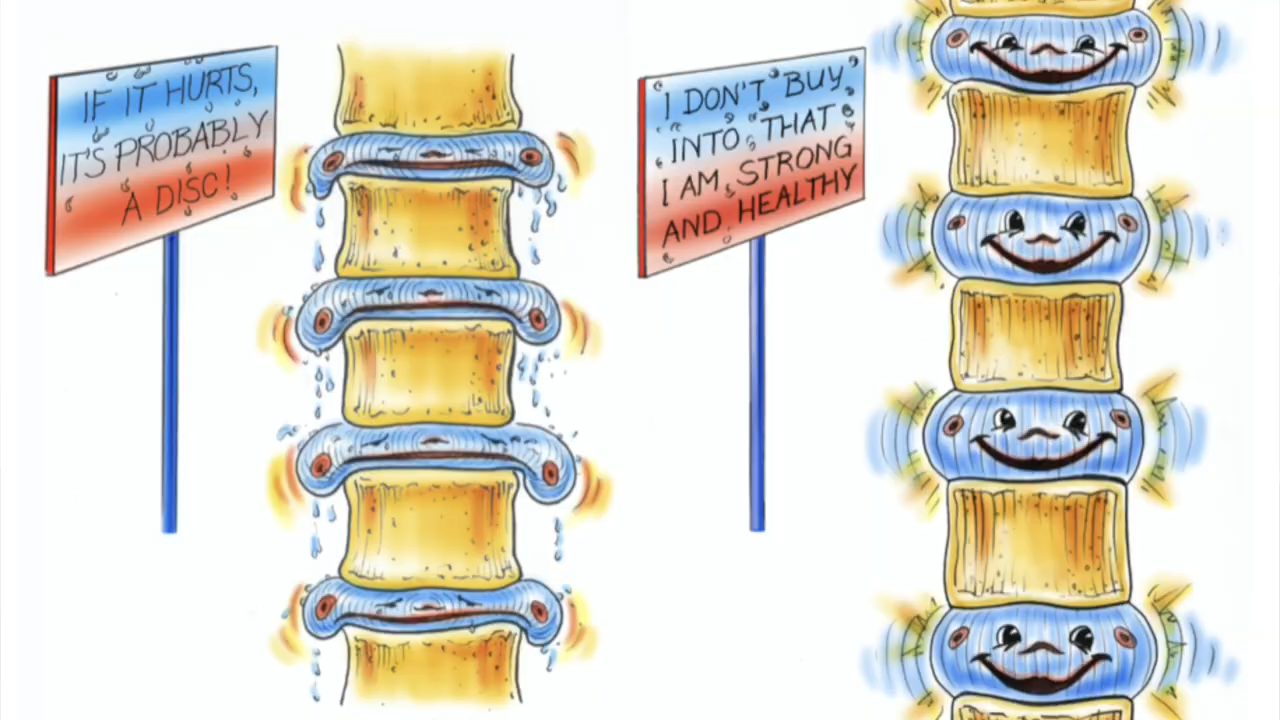 IF IT HURTS,
IT'S PROBABLY
A DISC!
I DON'T BUY
INTO THAT
I AM STRONG
AND HEALTHY